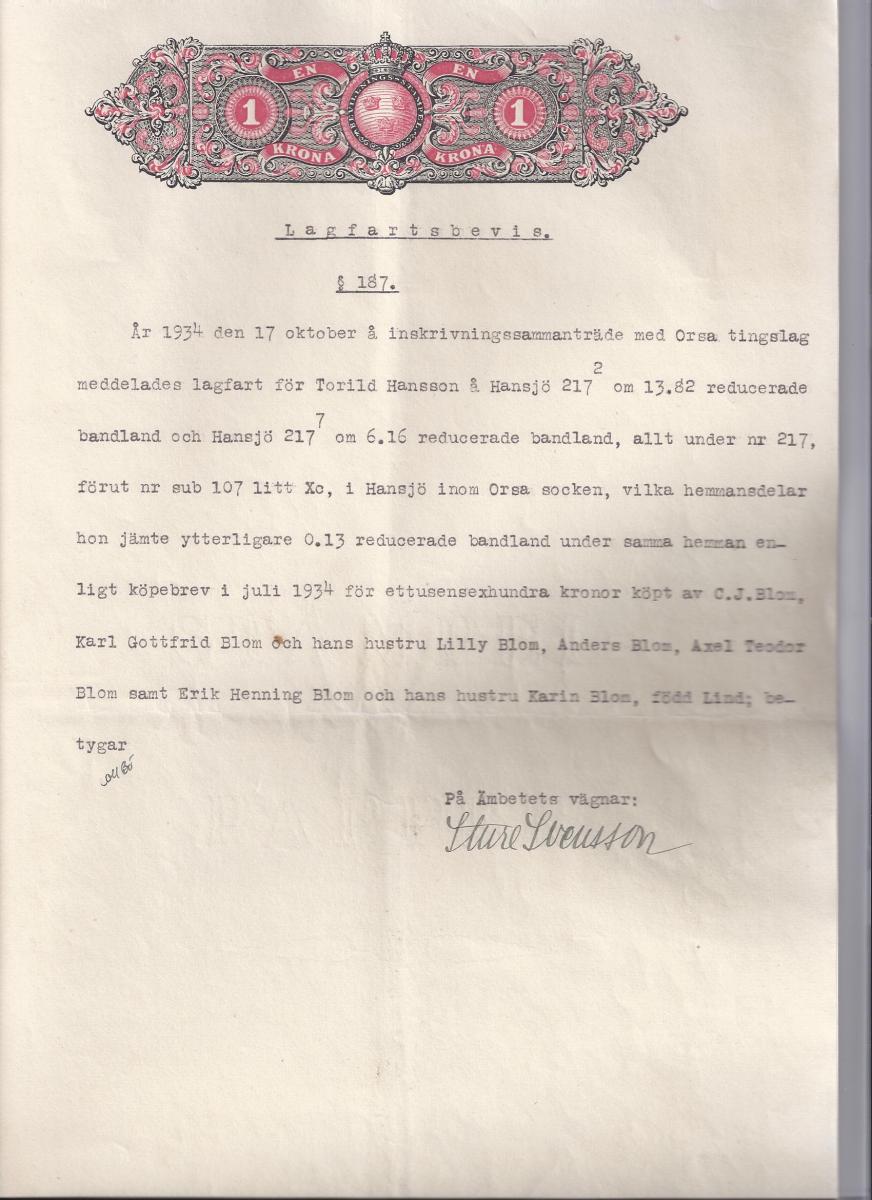 EN EN
1 BEVILLNINGS-STÄMPEL 1
KRONA KRONA
Lagfartsbevis.
§ 187.
År 1934 den 17 oktober å inskrivningssammanträde med Orsa tingslag
meddelades lagfart för Torild Hansson å Hansjö 217² om 13.82 reducerade
bandland och Hansjö 217⁷ om 6.16 reducerade bandland, allt under nr 217,
förut nr sub 107 litt Xc, i Hansjö inom Orsa socken, vilka hemmansdelar
hon jämte ytterligare 0.13 reducerade bandland under samma hemman en-
ligt köpebrev i juli 1934 för ettusensexhundra kronor köpt av C.J.Blom,
Karl Gottfrid Blom och hans hustru Lilly Blom, Anders Blom, Axel Teodor
Blom samt Erik Henning Blom och hans hustru Karin Blom, född Lind; be-
tygar
På Ämbetets vägnar:
Sture Svensson